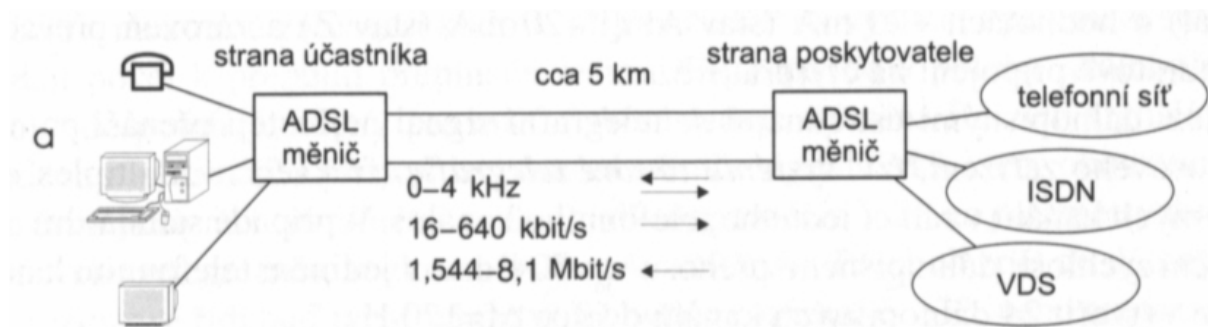 strana účastníka
strana poskytovatele
cca 5 km
telefonní síť
a
ADSL
měnič
ADSL
měnič
ISDN
0–4 kHz
16–640 kbit/s
1,544–8,1 Mbit/s
VDS